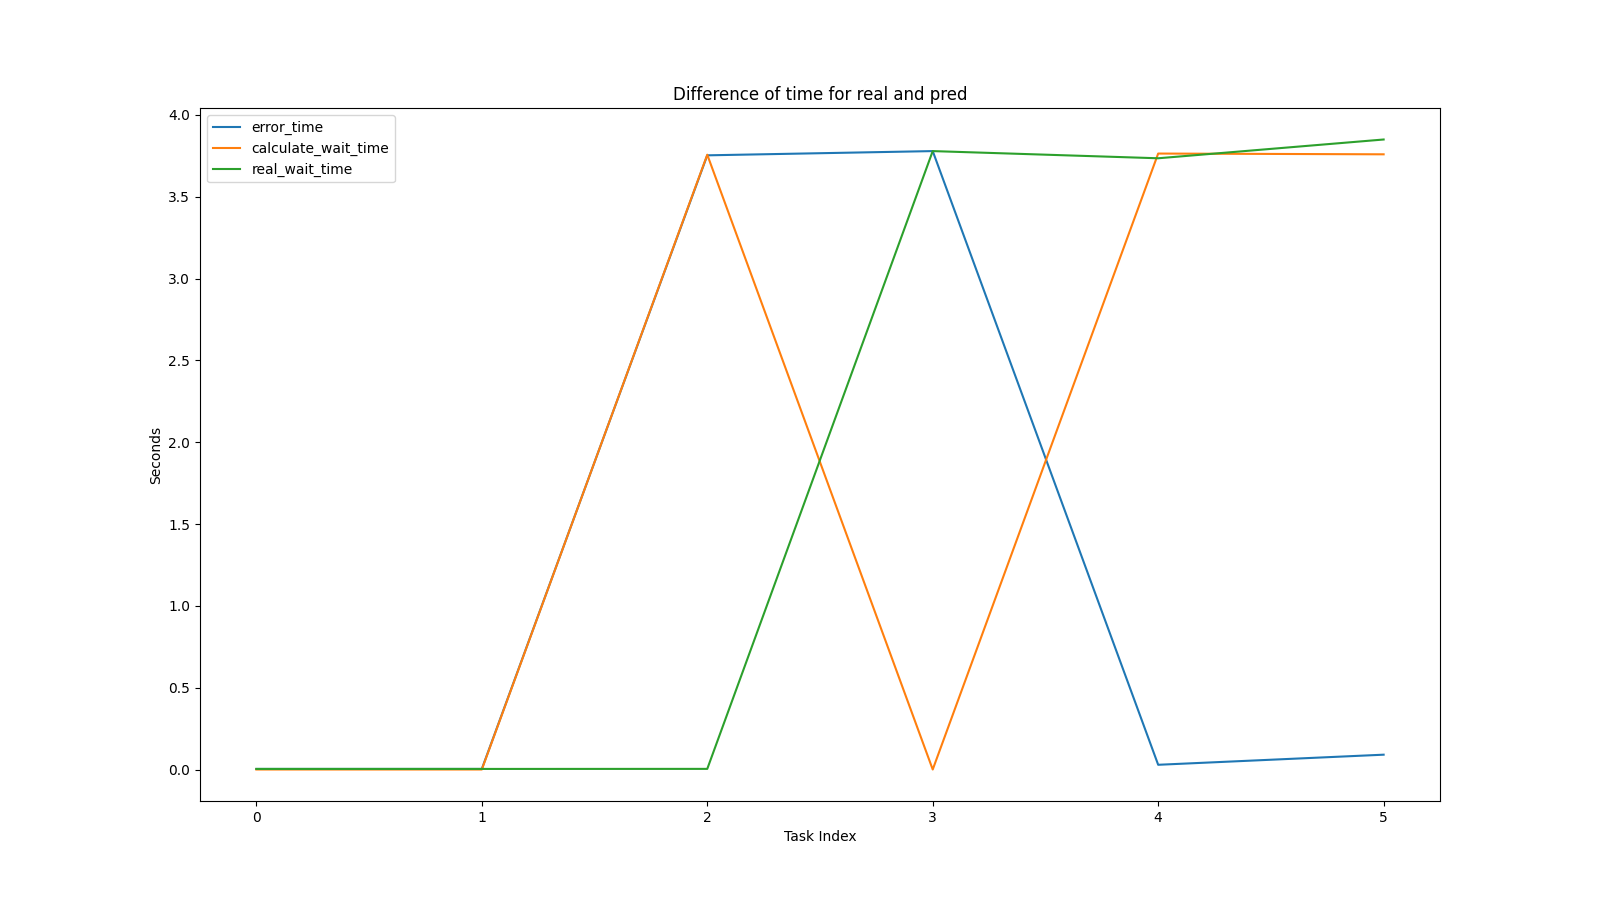 Difference of time for real and pred
error_time
calculate_wait_time
real_wait_time
4.0
3.5
3.0
2.5
2.0
1.5
1.0
0.5
0.0
Seconds
0 1 2 3 4 5
Task Index